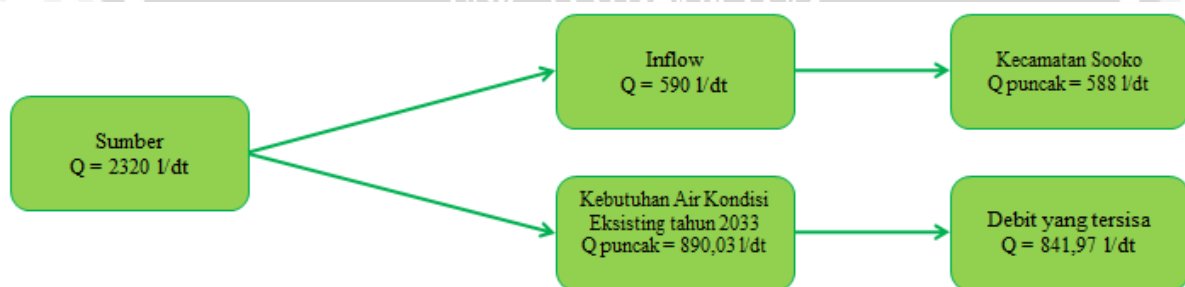 Inflow
Q = 590 l/dt
Kecamatan Sooko
Q puncak = 588 l/dt
Sumber
Q = 2320 l/dt
Kebutuhan Air Kondisi
Eksisting tahun 2033
Q puncak = 890,03 l/dt
Debit yang tersisa
Q = 841,97 l/dt